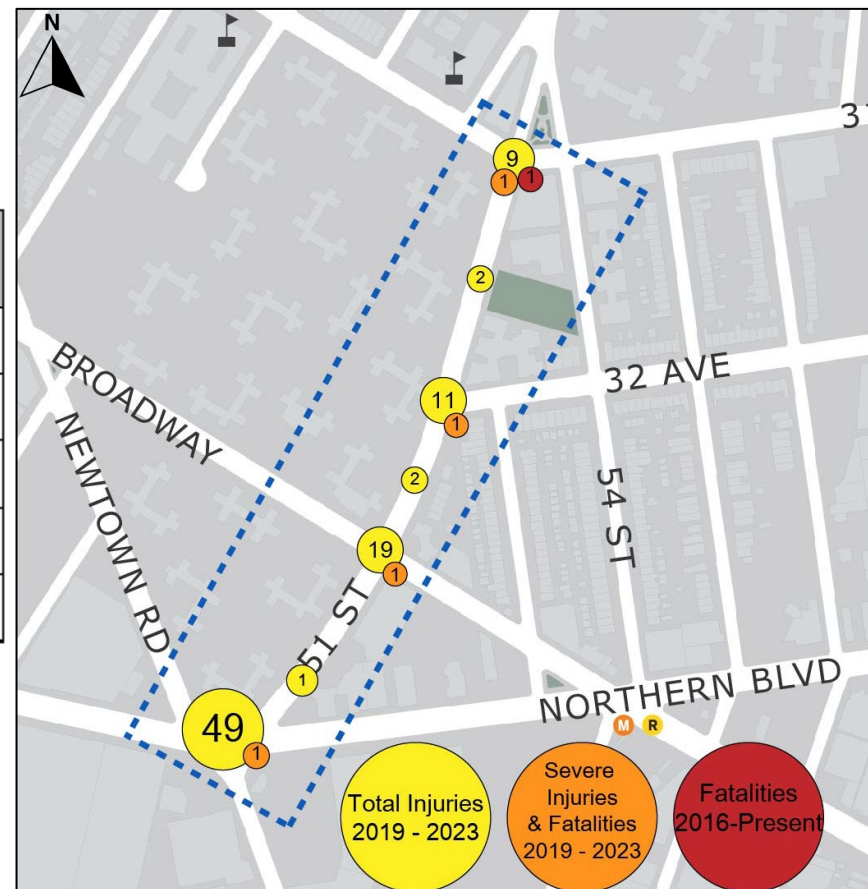 N
3
9
1
1
2
BROADWAY
32 AVE
11
1
NEWTOWN RD
2
54 ST
19
1
51 ST
1
NORTHERN BLVD
49
1
M
R
Total Injuries
2019 - 2023
Severe
Injuries
& Fatalities
2019 - 2023
Fatalities
2016-Present